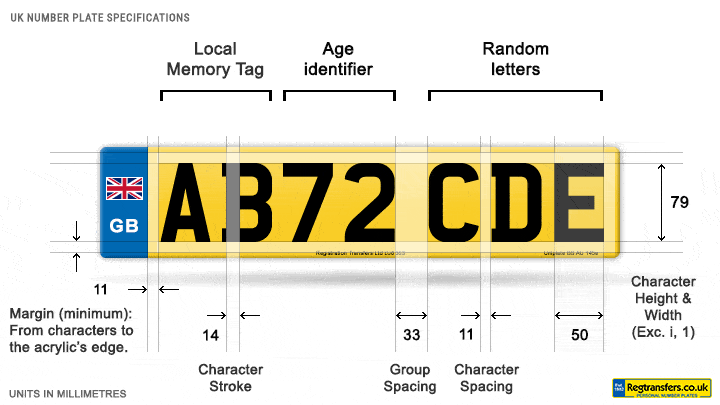 UK NUMBER PLATE SPECIFICATIONS
Local
Memory Tag
Age
identifier
Random
letters
GB
AB72 CDE
79
11
14
33
11
50
Margin (minimum):
From characters to
the acrylic's edge.
Character
Stroke
Group
Spacing
Character
Spacing
Character
Height &
Width
(Exc. i, 1)
UNITS IN MILLIMETRES
Regtransfers.co.uk
PERSONAL NUMBER PLATES